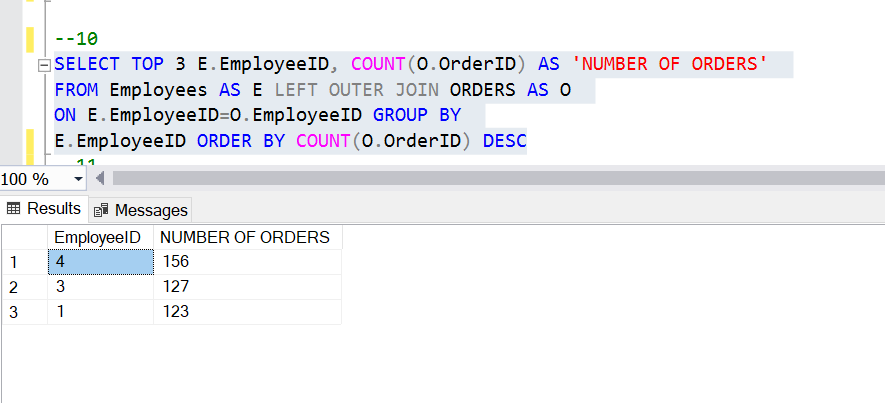 --10
SELECT TOP 3 E.EmployeeID, COUNT(O.OrderID) AS 'NUMBER OF ORDERS'
FROM Employees AS E LEFT OUTER JOIN ORDERS AS O
ON E.EmployeeID=O.EmployeeID GROUP BY
E.EmployeeID ORDER BY COUNT(O.OrderID) DESC
--11
100 %
Results Messages
EmployeeID NUMBER OF ORDERS
1 4 156
2 3 127
3 1 123